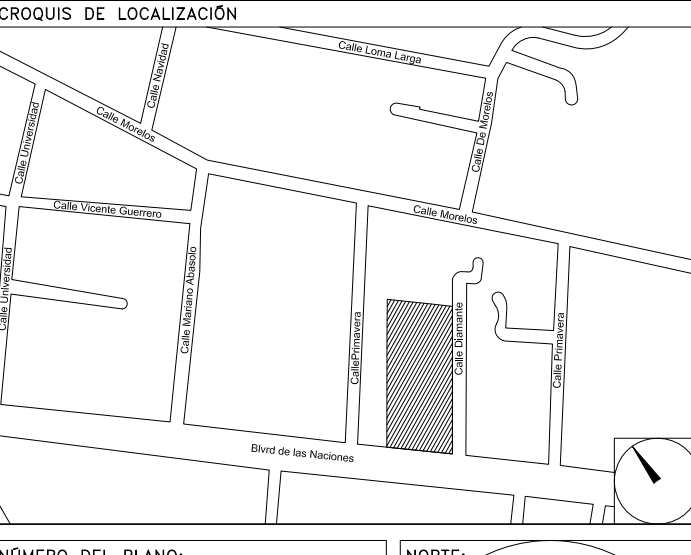 CROQUIS DE LOCALIZACIÓN
Calle Loma Larga
Calle Navidad
Calle Morelos
Calle Universidad
Calle De Morelos
Calle Vicente Guerrero
Calle Morelos
Calle Universidad
Calle Mariano Abasolo
CallePrimavera
Calle Diamante
Calle Primavera
Blvrd de las Naciones
NÚMERO DEL PLANO:
NORTE: